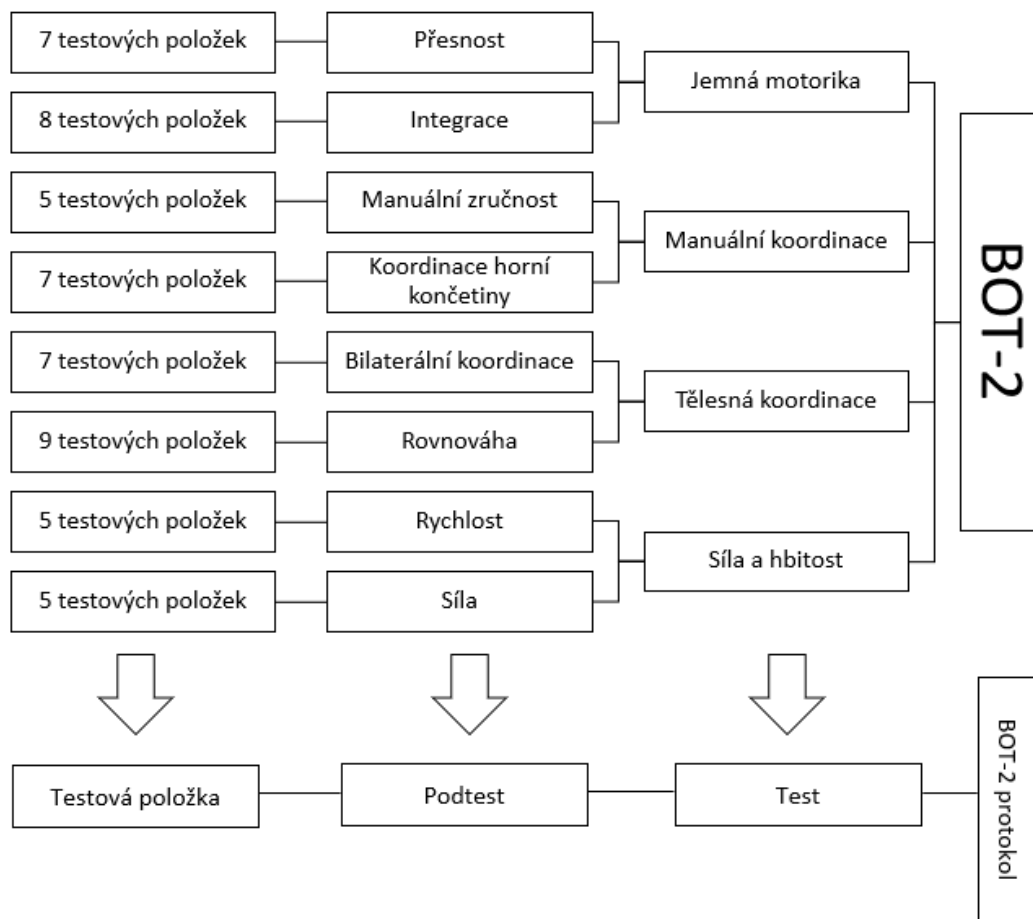 7 testových položek
Přesnost
8 testových položek
Integrace
Jemná motorika
5 testových položek
Manuální zručnost
7 testových položek
Koordinace horní
končetiny
Manuální koordinace
7 testových položek
Bilaterální koordinace
9 testových položek
Rovnováha
Tělesná koordinace
5 testových položek
Rychlost
5 testových položek
Síla
Síla a hbitost
BOT-2
Testová položka
Podtest
Test
BOT-2 protokol